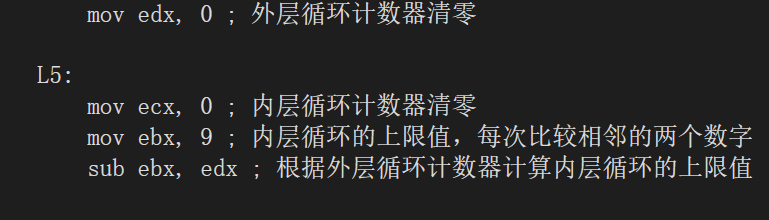 mov edx, 0 ; 外层循环计数器清零
L5:
mov ecx, 0 ; 内层循环计数器清零
mov ebx, 9 ; 内层循环的上限值，每次比较相邻的两个数字
sub ebx, edx ; 根据外层循环计数器计算内层循环的上限值